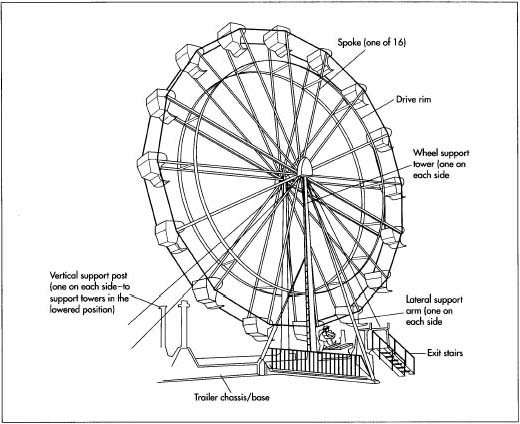 Spoke (one of 16)
Drive rim
Wheel support
tower (one on
each side
Vertical support post
(one on each side–to
support towers in the
lowered position)
Lateral support
arm (one on
each side
Exit stairs
Trailer chassis/base